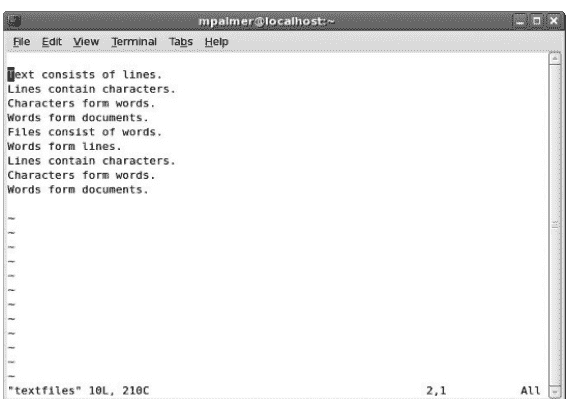 mpalmer@localhost:~
File Edit View Terminal Tabs Help
Text consists of lines.
Lines contain characters.
Characters form words.
Words form documents.
Files consist of words.
Words form lines.
Lines contain characters.
Characters form words.
Words form documents.
~
~
~
~
~
~
~
~
~
~
~
~
"textfiles" 10L, 210C 2,1 All